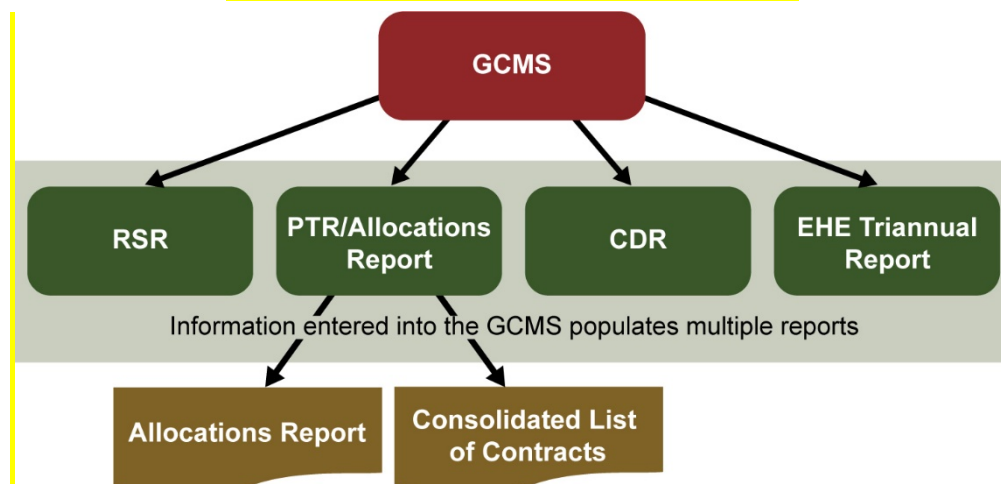 GCMS
RSR
PTR/Allocations
Report
CDR
EHE Triannual
Report
Information entered into the GCMS populates multiple reports
Allocations Report
Consolidated List
of Contracts